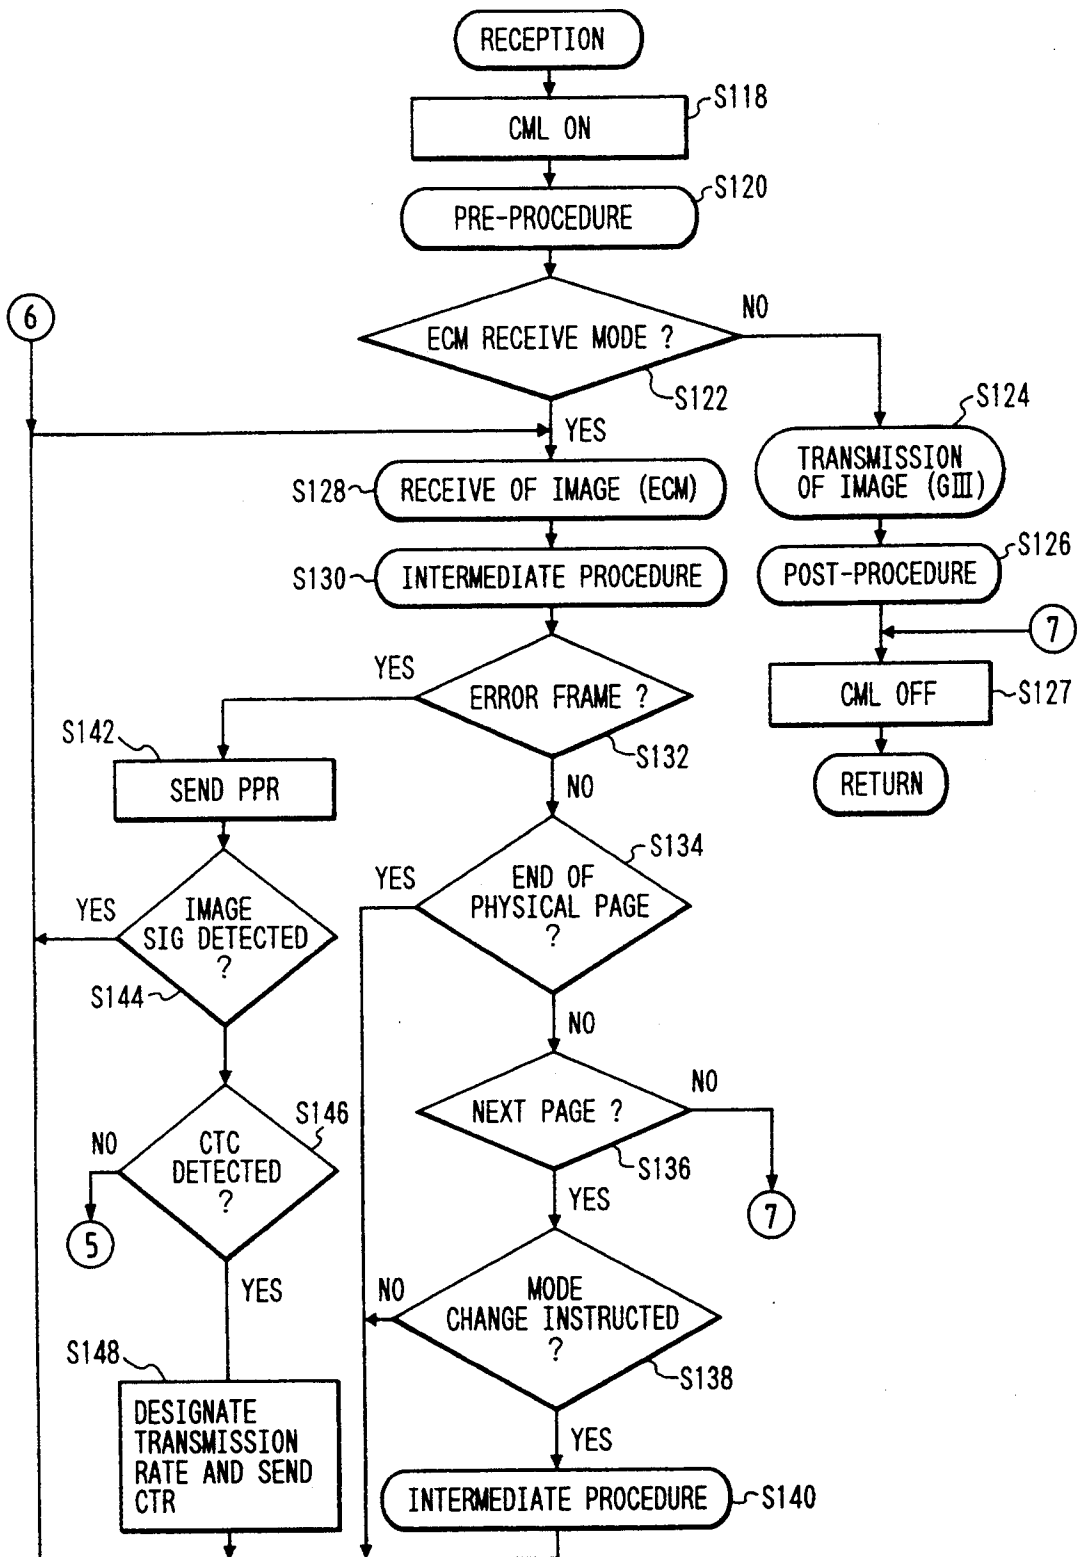 RECEPTION
CML ON
S118
PRE-PROCEDURE
S120
6
ECM RECEIVE MODE ?
NO
S122
YES
S124
TRANSMISSION
OF IMAGE (GIII)
S128
RECEIVE OF IMAGE (ECM)
S126
POST-PROCEDURE
S130
INTERMEDIATE PROCEDURE
7
YES
ERROR FRAME ?
CML OFF
S127
S132
S142
NO
RETURN
SEND PPR
S134
YES
END OF
PHYSICAL PAGE
?
YES
IMAGE
SIG DETECTED
?
S144
NO
NEXT PAGE ?
NO
S136
S146
NO
CTC
DETECTED
?
YES
7
5
YES
NO
MODE
CHANGE INSTRUCTED
?
S138
S148
DESIGNATE
TRANSMISSION
RATE AND SEND
CTR
YES
INTERMEDIATE PROCEDURE
S140